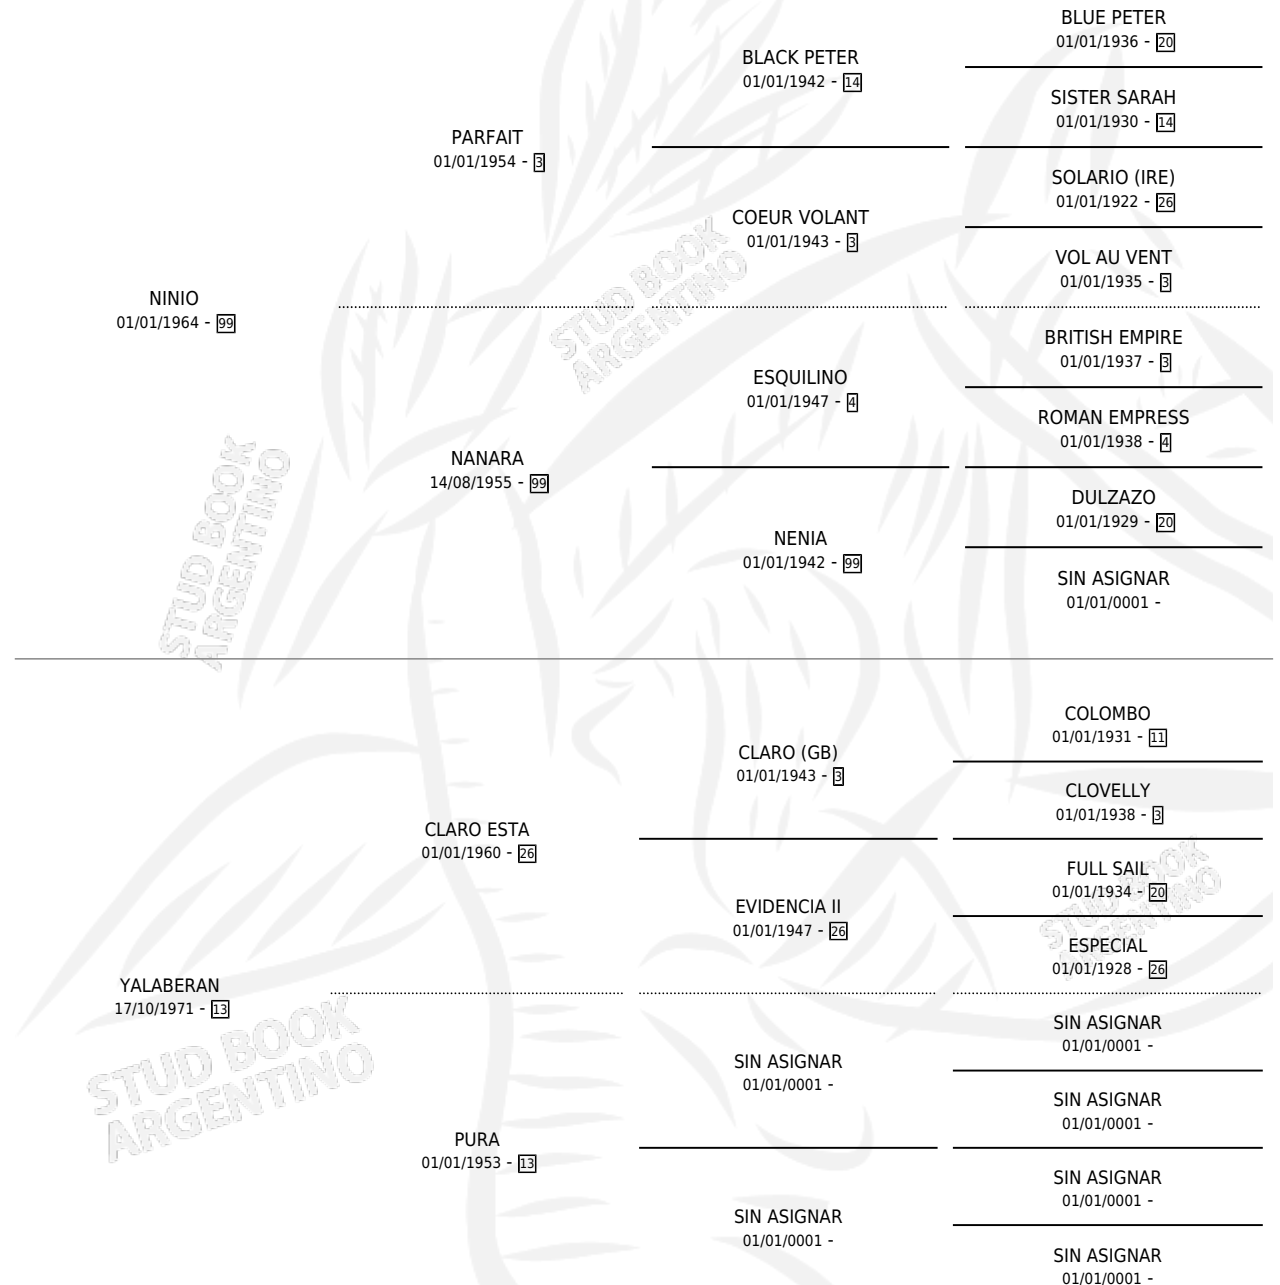 BLUE PETER
01/01/1936 - 20
BLACK PETER
01/01/1942 - 14
SISTER SARAH
01/01/1930 - 14
PARFAIT
01/01/1954 - 3
SOLARIO (IRE)
01/01/1922 - 26
COEUR VOLANT
01/01/1943 - 3
VOL AU VENT
01/01/1935 - 3
NINIO
01/01/1964 - 99
BRITISH EMPIRE
01/01/1937 - 3
ESQUILINO
01/01/1947 - 4
ROMAN EMPRESS
01/01/1938 - 4
NANARA
14/08/1955 - 99
DULZAZO
01/01/1929 - 20
NENIA
01/01/1942 - 99
SIN ASIGNAR
01/01/0001 -
COLOMBO
01/01/1931 - 11
CLARO (GB)
01/01/1943 - 3
CLOVELLY
01/01/1938 - 3
CLARO ESTA
01/01/1960 - 26
FULL SAIL
01/01/1934 - 20
EVIDENCIA II
01/01/1947 - 26
ESPECIAL
01/01/1928 - 26
YALABERAN
17/10/1971 - 13
SIN ASIGNAR
01/01/0001 -
SIN ASIGNAR
01/01/0001 -
SIN ASIGNAR
01/01/0001 -
PURA
01/01/1953 - 13
SIN ASIGNAR
01/01/0001 -
SIN ASIGNAR
01/01/0001 -
SIN ASIGNAR
01/01/0001 -
STUD BOOK
ARGENTINO
STUD BOOK
ARGENTINO
STUD BOOK
ARGENTINO
STUD BOOK
ARGENTINO